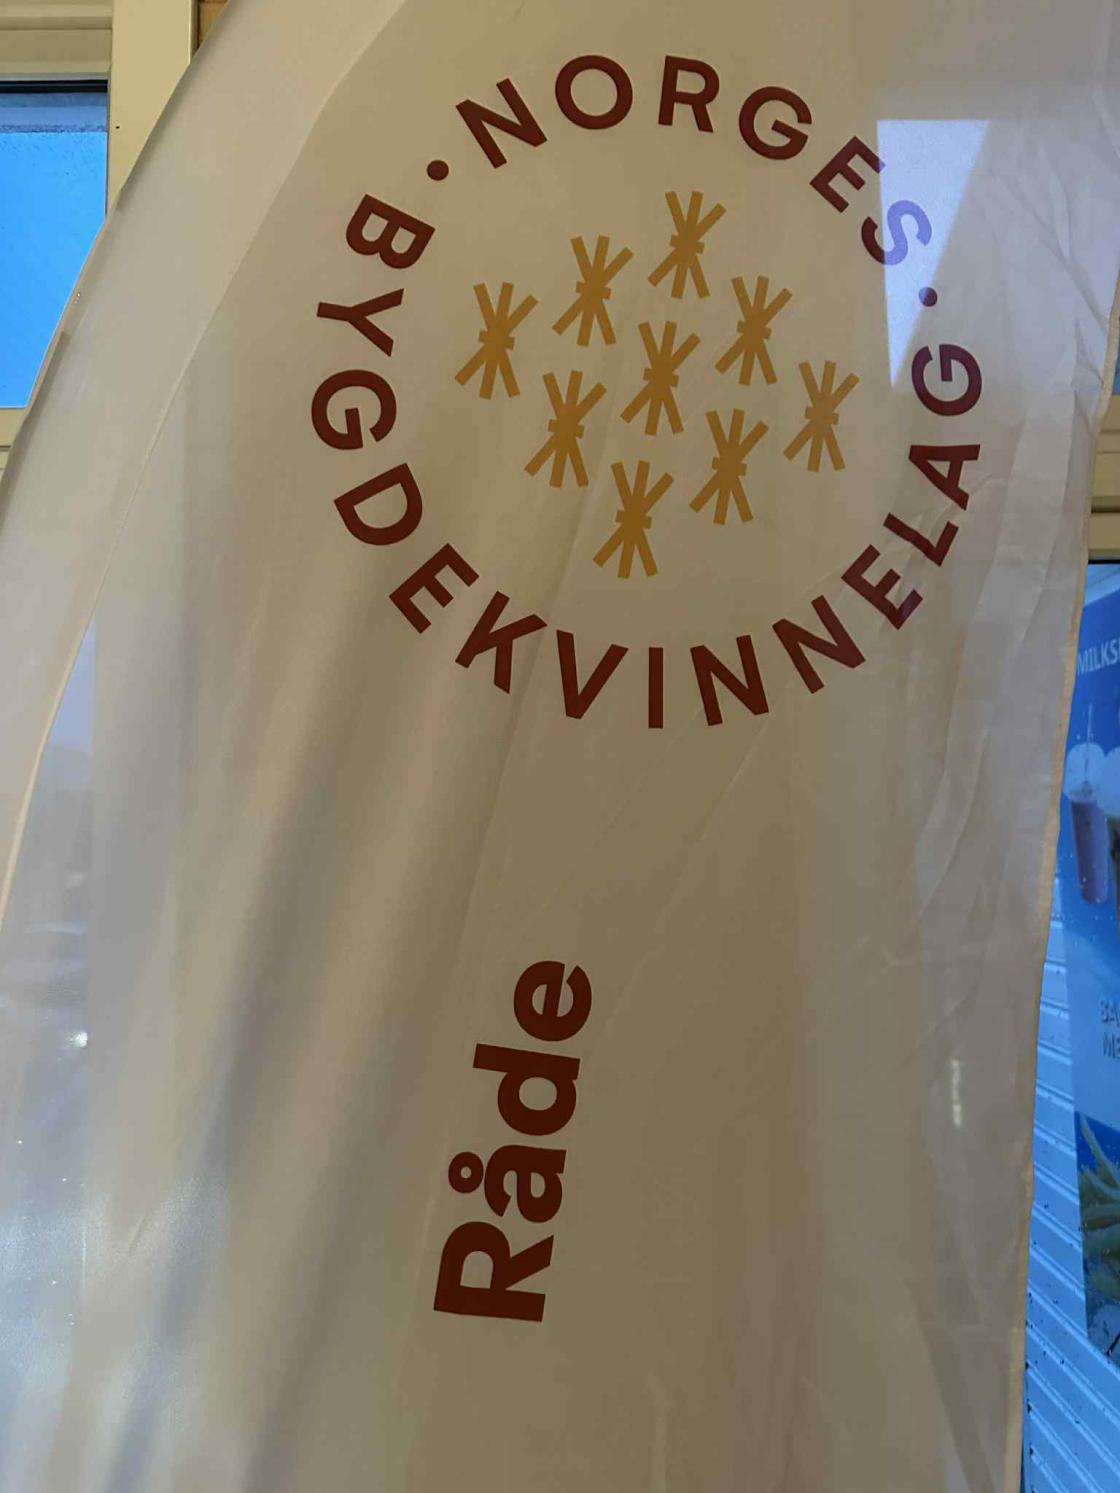 NORGES · BYGDEKVINNELAG ·
Råde